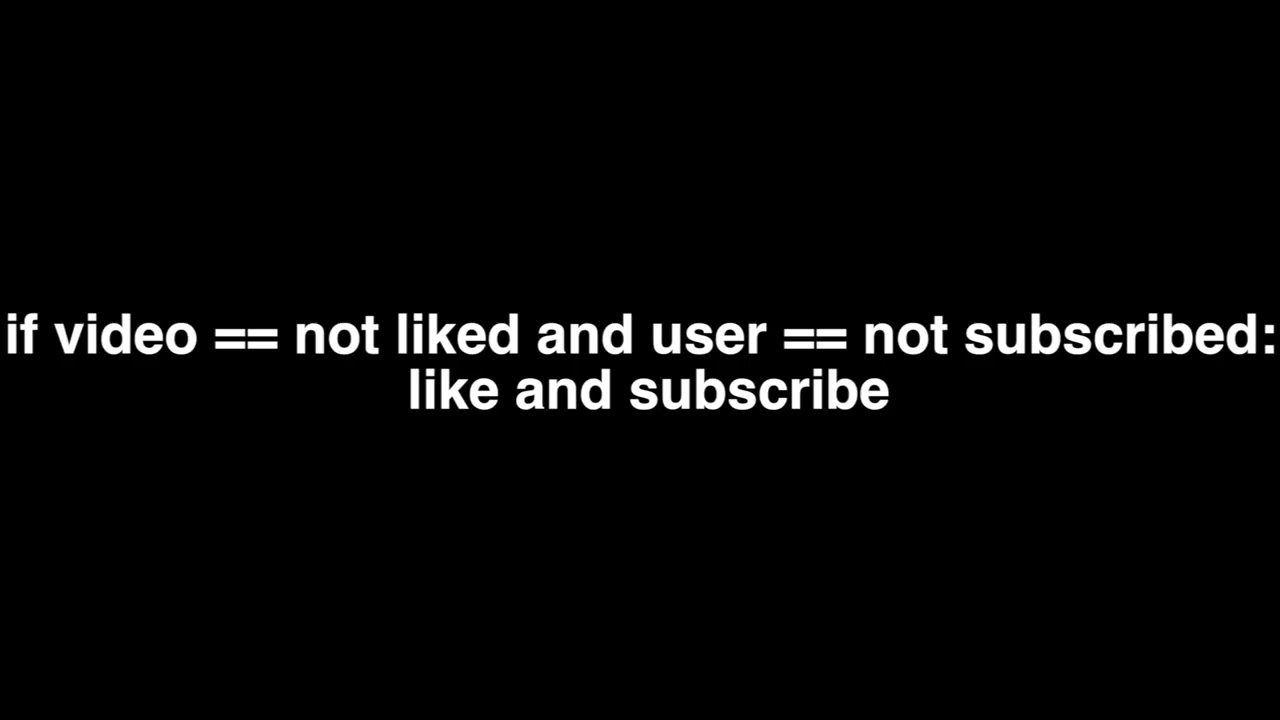 if video == not liked and user == not subscribed:
like and subscribe